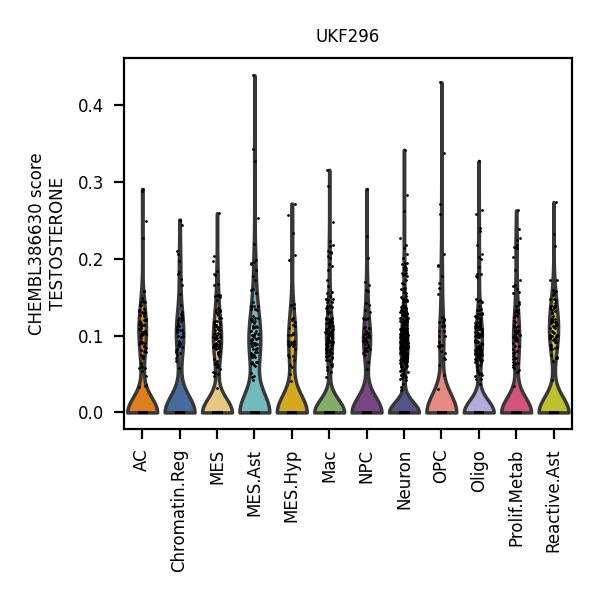 UKF296
CHEMBL386630 score
TESTOSTERONE
0.4
0.3
0.2
0.1
0.0
AC
Chromatin.Reg
MES
MES.Ast
MES.Hyp
Mac
NPC
Neuron
OPC
Oligo
Prolif.Metab
Reactive.Ast